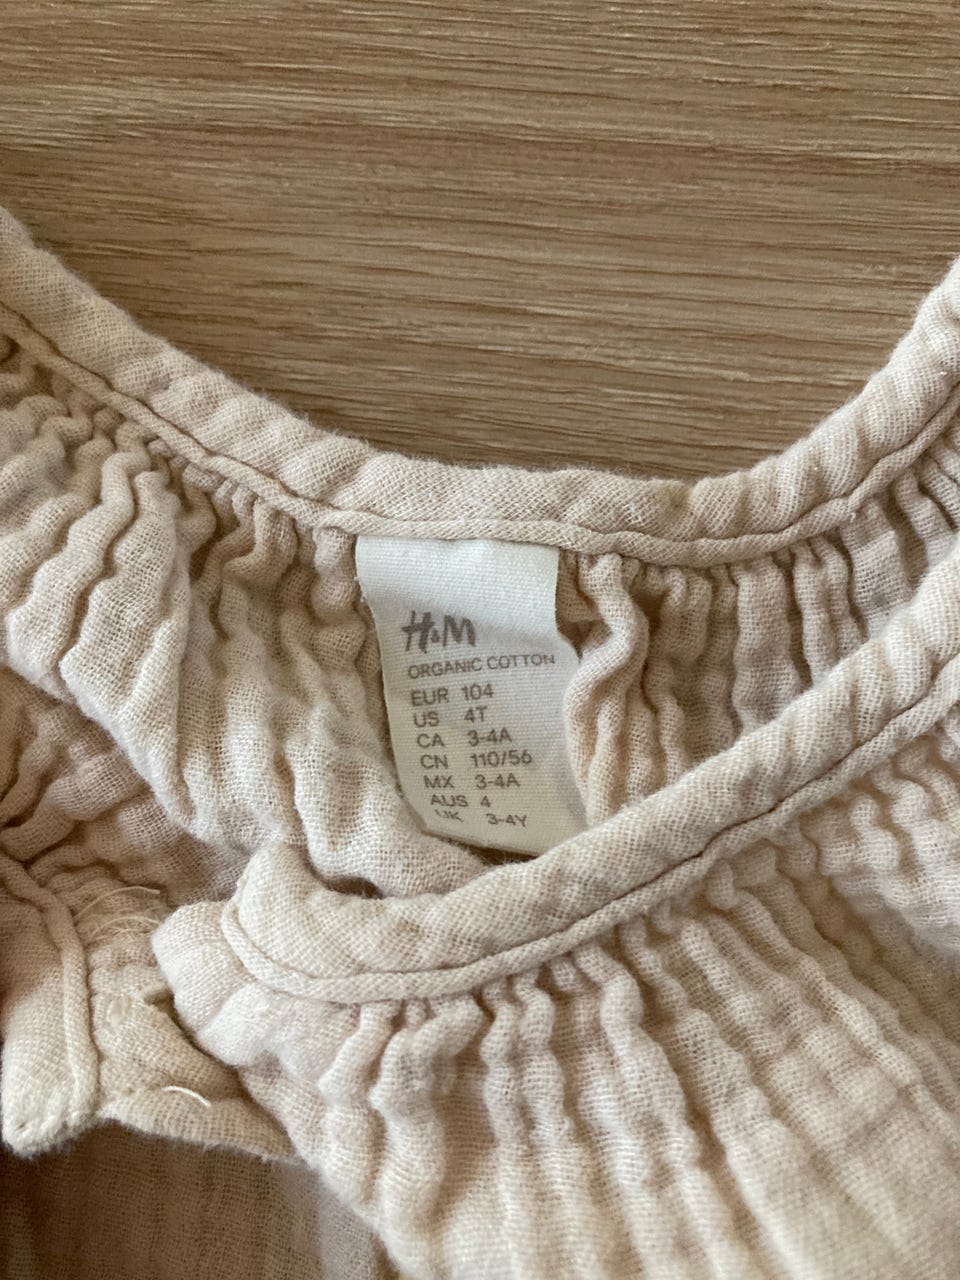 H&M
ORGANIC COTTON
EUR 104
US 4T
CA 3-4A
CN 110/56
MX 3-4A
AUS 4
UK 3-4Y